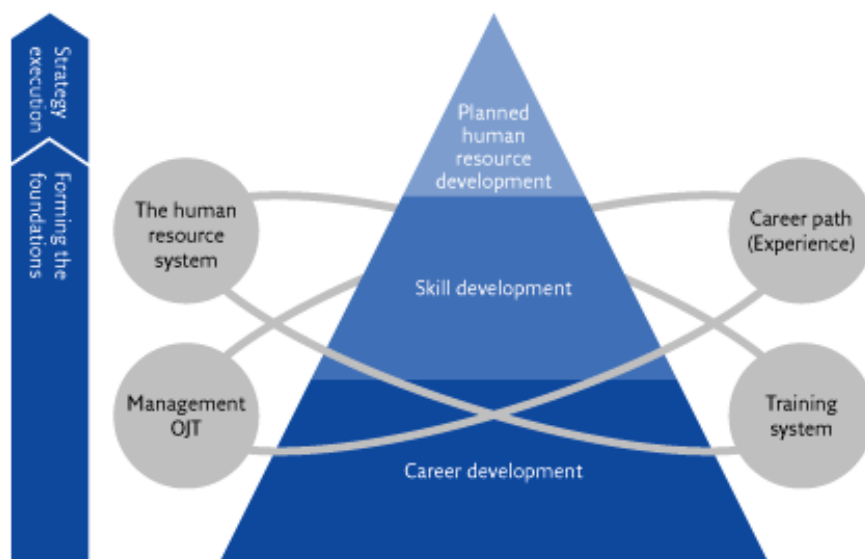 Strategy
execution
Forming the
foundations
Planned
human
resource
development
The human
resource
system
Career path
(Experience)
Skill development
Management
OJT
Training
system
Career development